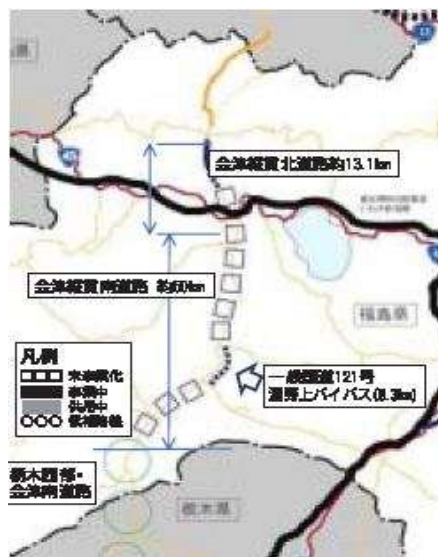 会津縦貫北道路約13.1km
会津縦貫南道路 約50km
福島県
凡例
未事業化
事業中
供用中
候補路線
一般国道121号
湯野上バイパス(8.3km)
栃木西部・
会津南道路
栃木県